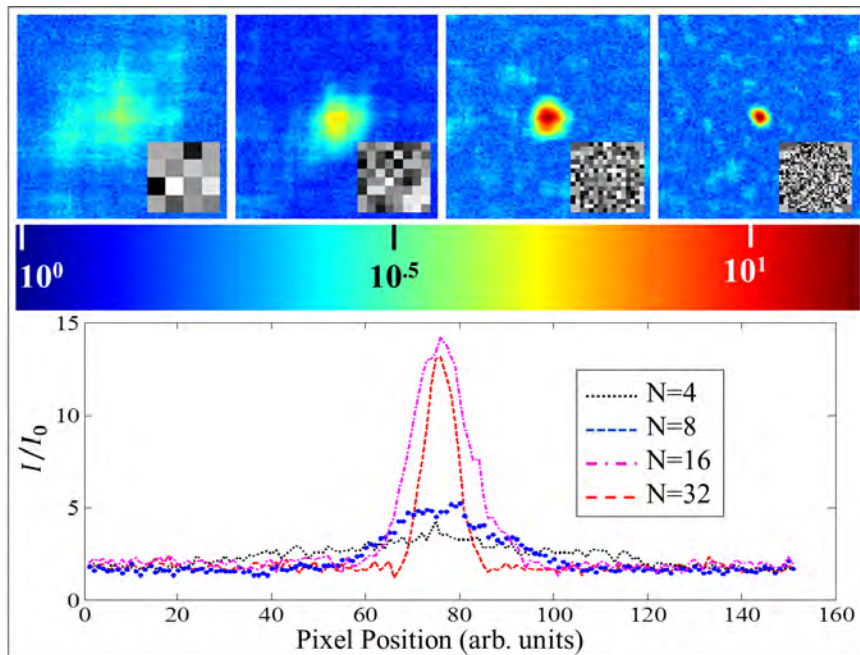 10⁰
10.⁵
10¹
15
10
5
0
I/I₀
N=4
N=8
N=16
N=32
0 20 40 60 80 100 120 140 160
Pixel Position (arb. units)